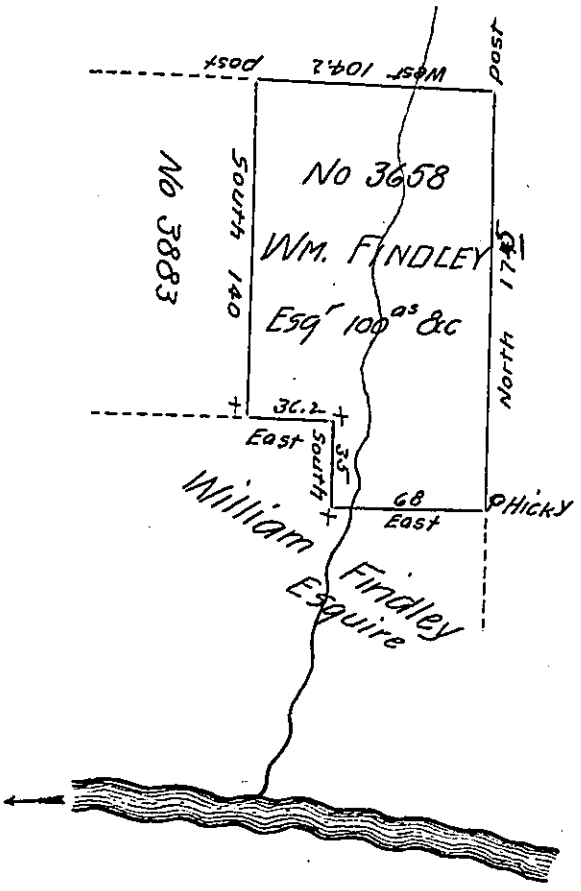 post
West 104.2
post
No 3658
WM. FINDLEY
Esqr 100as &c
South 140
No 3883
North 175
36.2
East
South
35
68
East
P Hicky
William Findley
Esquire